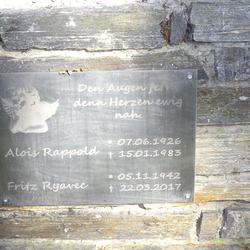 Den Augen fern
denn Herzen ewig
nah.
* 07.06.1926
Alois Rappold † 15.01.1983
* 05.11.1942
Fritz Ryavec † 22.03.2017